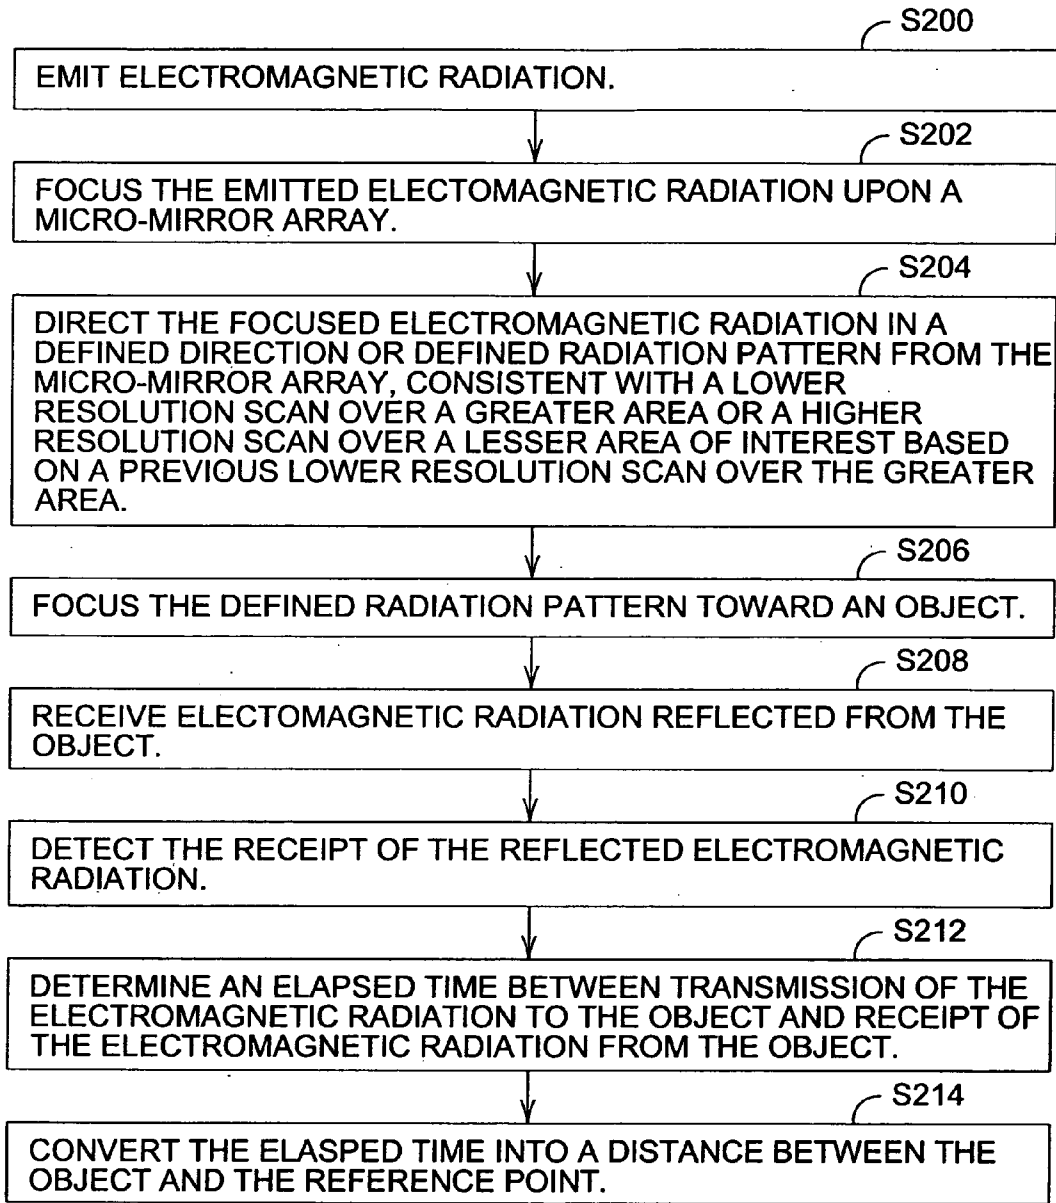 S200
EMIT ELECTROMAGNETIC RADIATION.
S202
FOCUS THE EMITTED ELECTOMAGNETIC RADIATION UPON A
MICRO-MIRROR ARRAY.
S204
DIRECT THE FOCUSED ELECTROMAGNETIC RADIATION IN A
DEFINED DIRECTION OR DEFINED RADIATION PATTERN FROM THE
MICRO-MIRROR ARRAY, CONSISTENT WITH A LOWER
RESOLUTION SCAN OVER A GREATER AREA OR A HIGHER
RESOLUTION SCAN OVER A LESSER AREA OF INTEREST BASED
ON A PREVIOUS LOWER RESOLUTION SCAN OVER THE GREATER
AREA.
S206
FOCUS THE DEFINED RADIATION PATTERN TOWARD AN OBJECT.
S208
RECEIVE ELECTOMAGNETIC RADIATION REFLECTED FROM THE
OBJECT.
S210
DETECT THE RECEIPT OF THE REFLECTED ELECTROMAGNETIC
RADIATION.
S212
DETERMINE AN ELAPSED TIME BETWEEN TRANSMISSION OF THE
ELECTROMAGNETIC RADIATION TO THE OBJECT AND RECEIPT OF
THE ELECTROMAGNETIC RADIATION FROM THE OBJECT.
S214
CONVERT THE ELASPED TIME INTO A DISTANCE BETWEEN THE
OBJECT AND THE REFERENCE POINT.